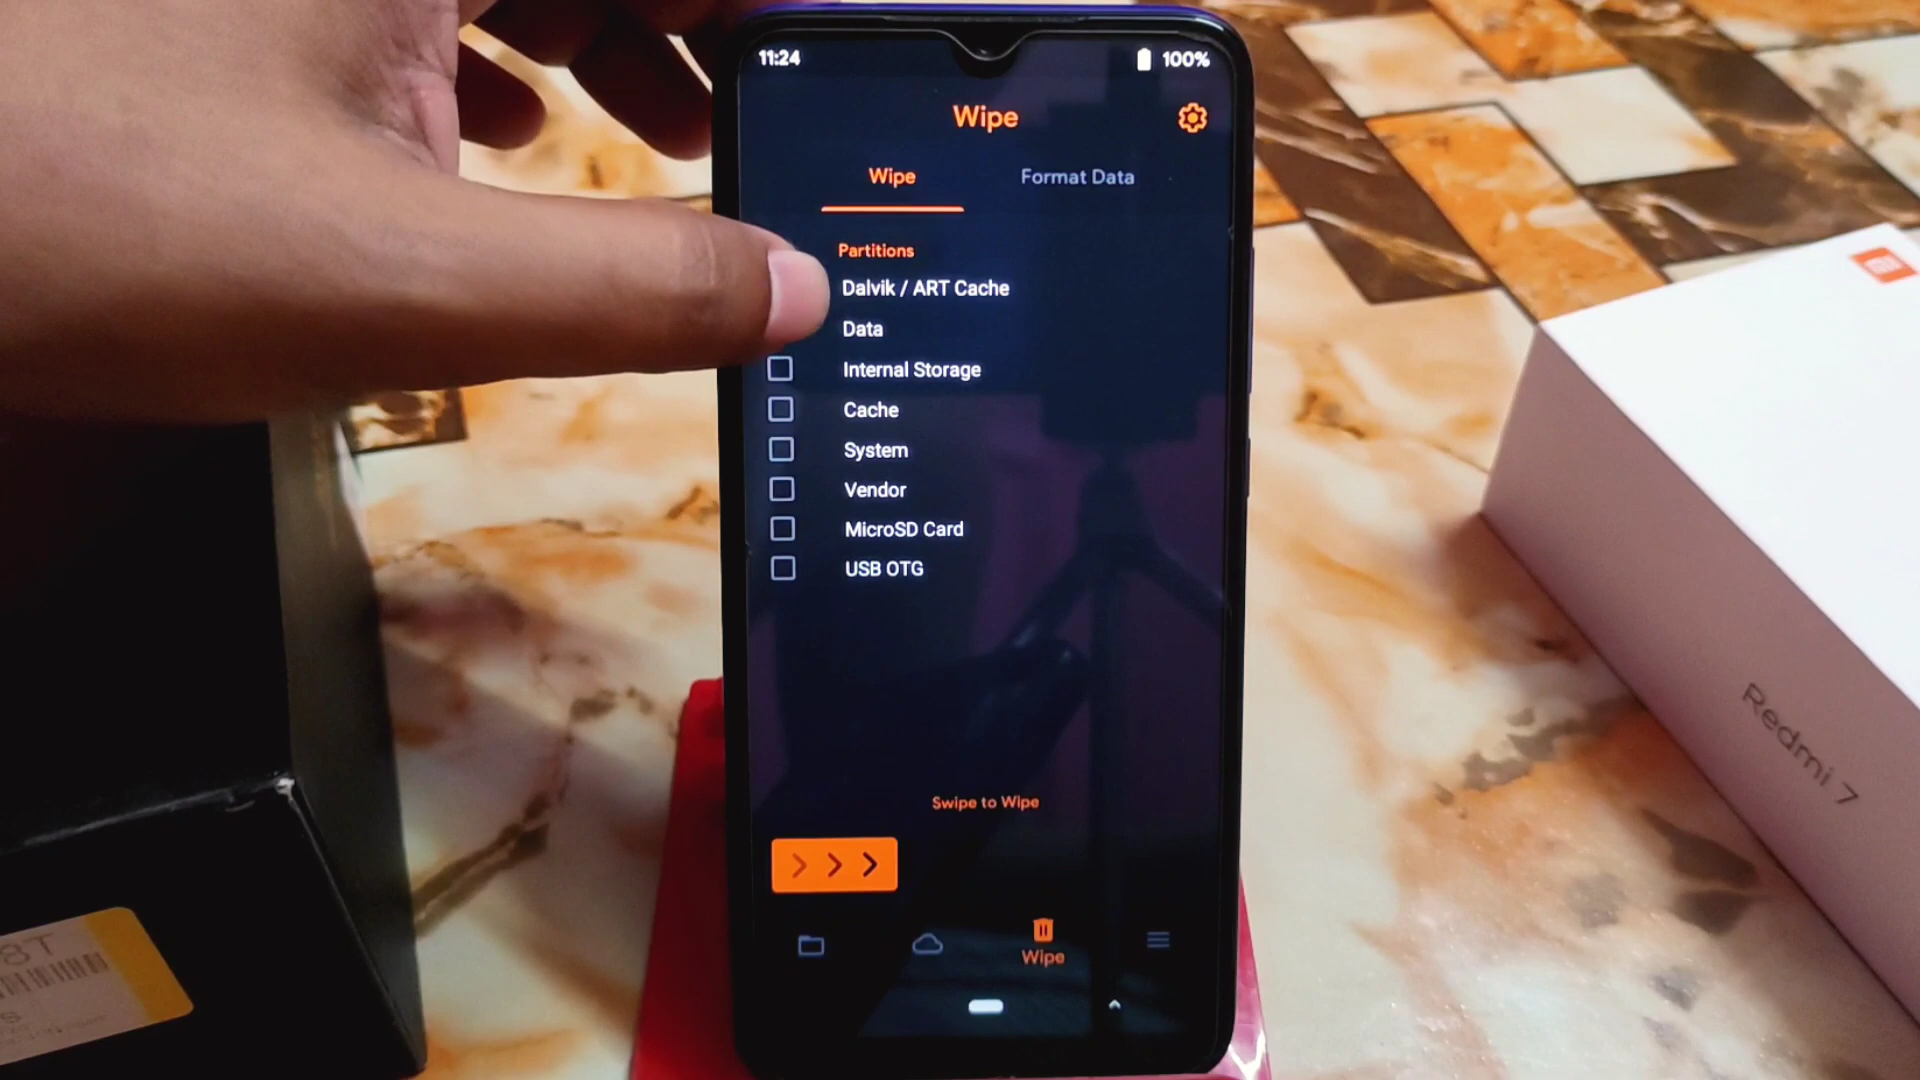 11:24
100%
Wipe
Wipe
Format Data
Partitions
Dalvik / ART Cache
Data
Internal Storage
Cache
System
Vendor
MicroSD Card
USB OTG
Swipe to Wipe
Wipe
Redmi 7
8T